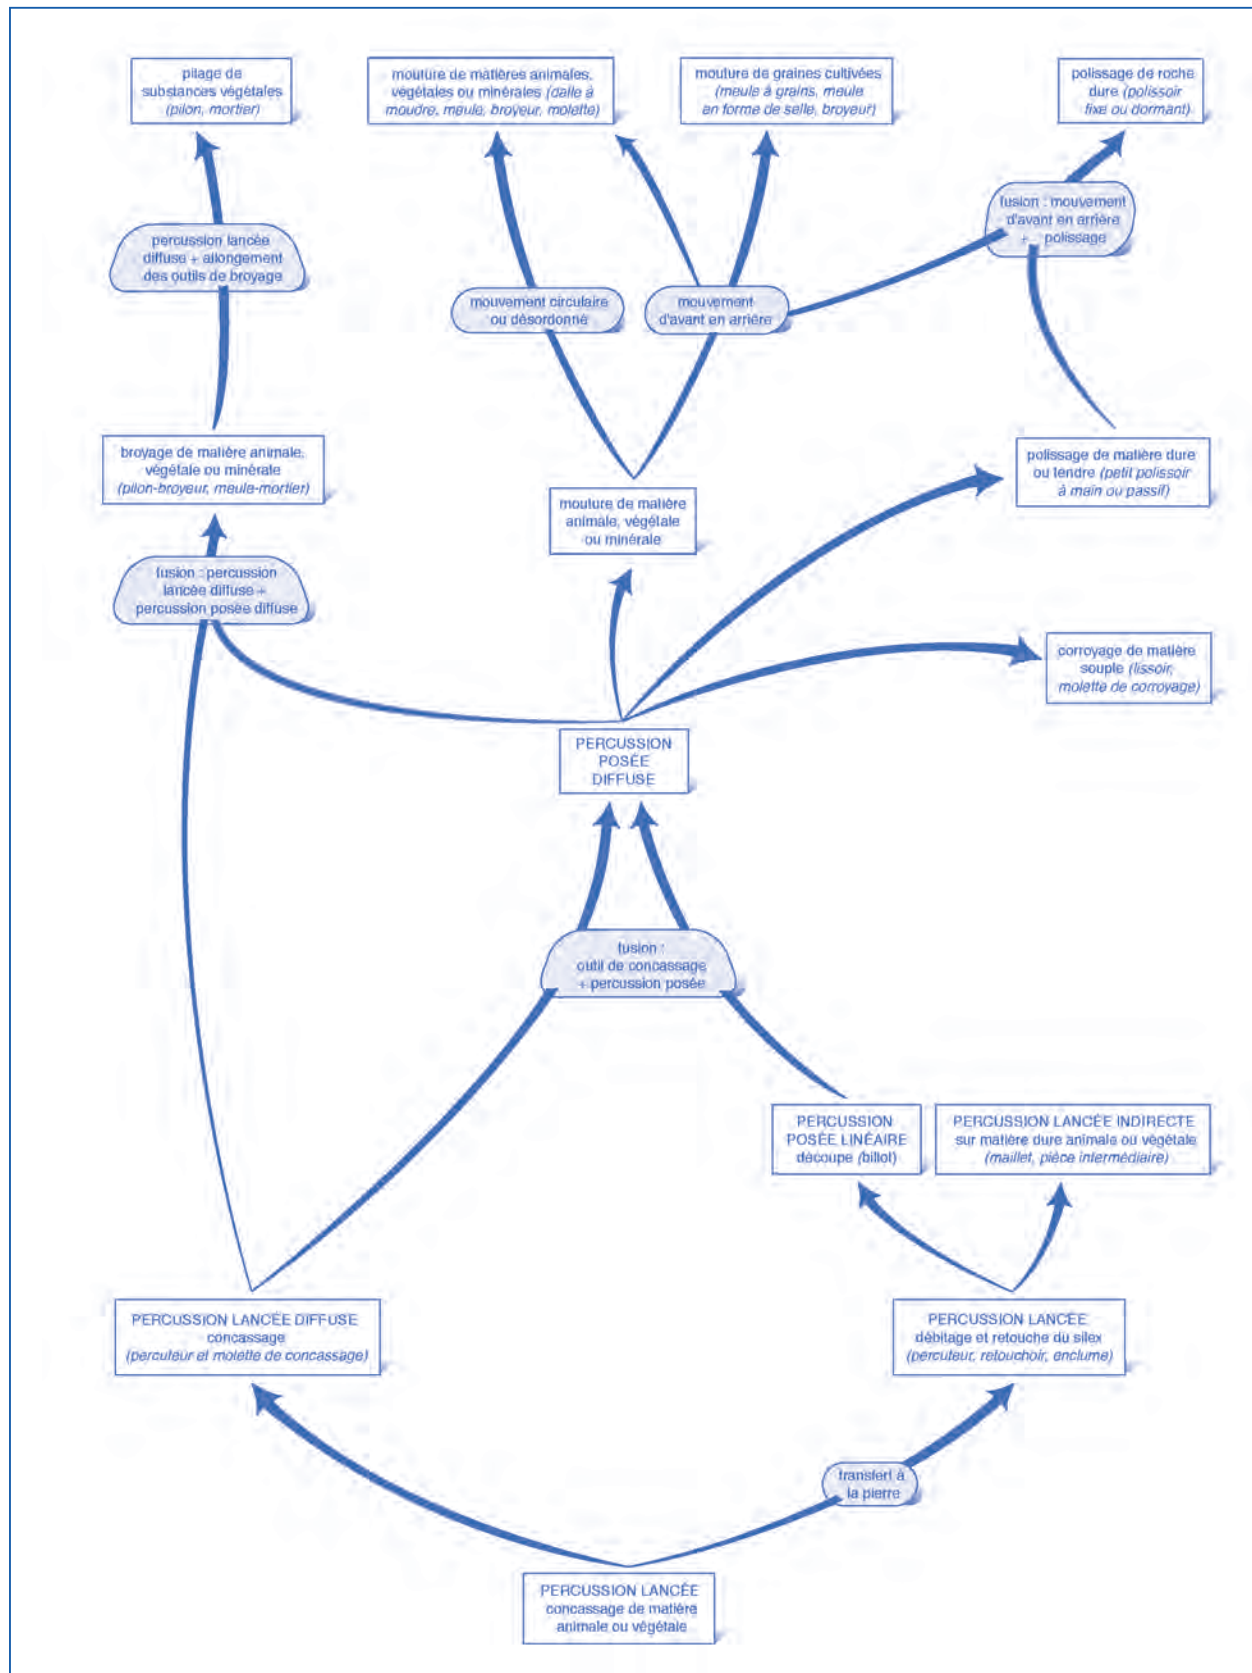 pilage de
substances végétales
(pilon, mortier)
mouture de matières animales,
végétales ou minérales (dalle à
moudre, meule, broyeur, molette)
mouture de graines cultivées
(meule à grains, meule
en forme de selle, broyeur)
polissage de roche
dure (polissoir
fixe ou dormant)
fusion : mouvement
d'avant en arrière
+ polissage
percussion lancée
diffuse + allongement
des outils de broyage
mouvement circulaire
ou désordonné
mouvement
d'avant en arrière
broyage de matière animale,
végétale ou minérale
(pilon-broyeur, meule-mortier)
mouture de matière
animale, végétale
ou minérale
polissage de matière dure
ou tendre (petit polissoir
à main ou passif)
fusion : percussion
lancée diffuse +
percussion posée diffuse
corroyage de matière
souple (lissoir,
molette de corroyage)
PERCUSSION
POSÉE
DIFFUSE
fusion :
outil de concassage
+ percussion posée
PERCUSSION
POSÉE LINÉAIRE
découpe (billot)
PERCUSSION LANCÉE INDIRECTE
sur matière dure animale ou végétale
(maillet, pièce intermédiaire)
PERCUSSION LANCÉE DIFFUSE
concassage
(percuteur et molette de concassage)
PERCUSSION LANCÉE
débitage et retouche du silex
(percuteur, retouchoir, enclume)
transfert à
la pierre
PERCUSSION LANCÉE
concassage de matière
animale ou végétale